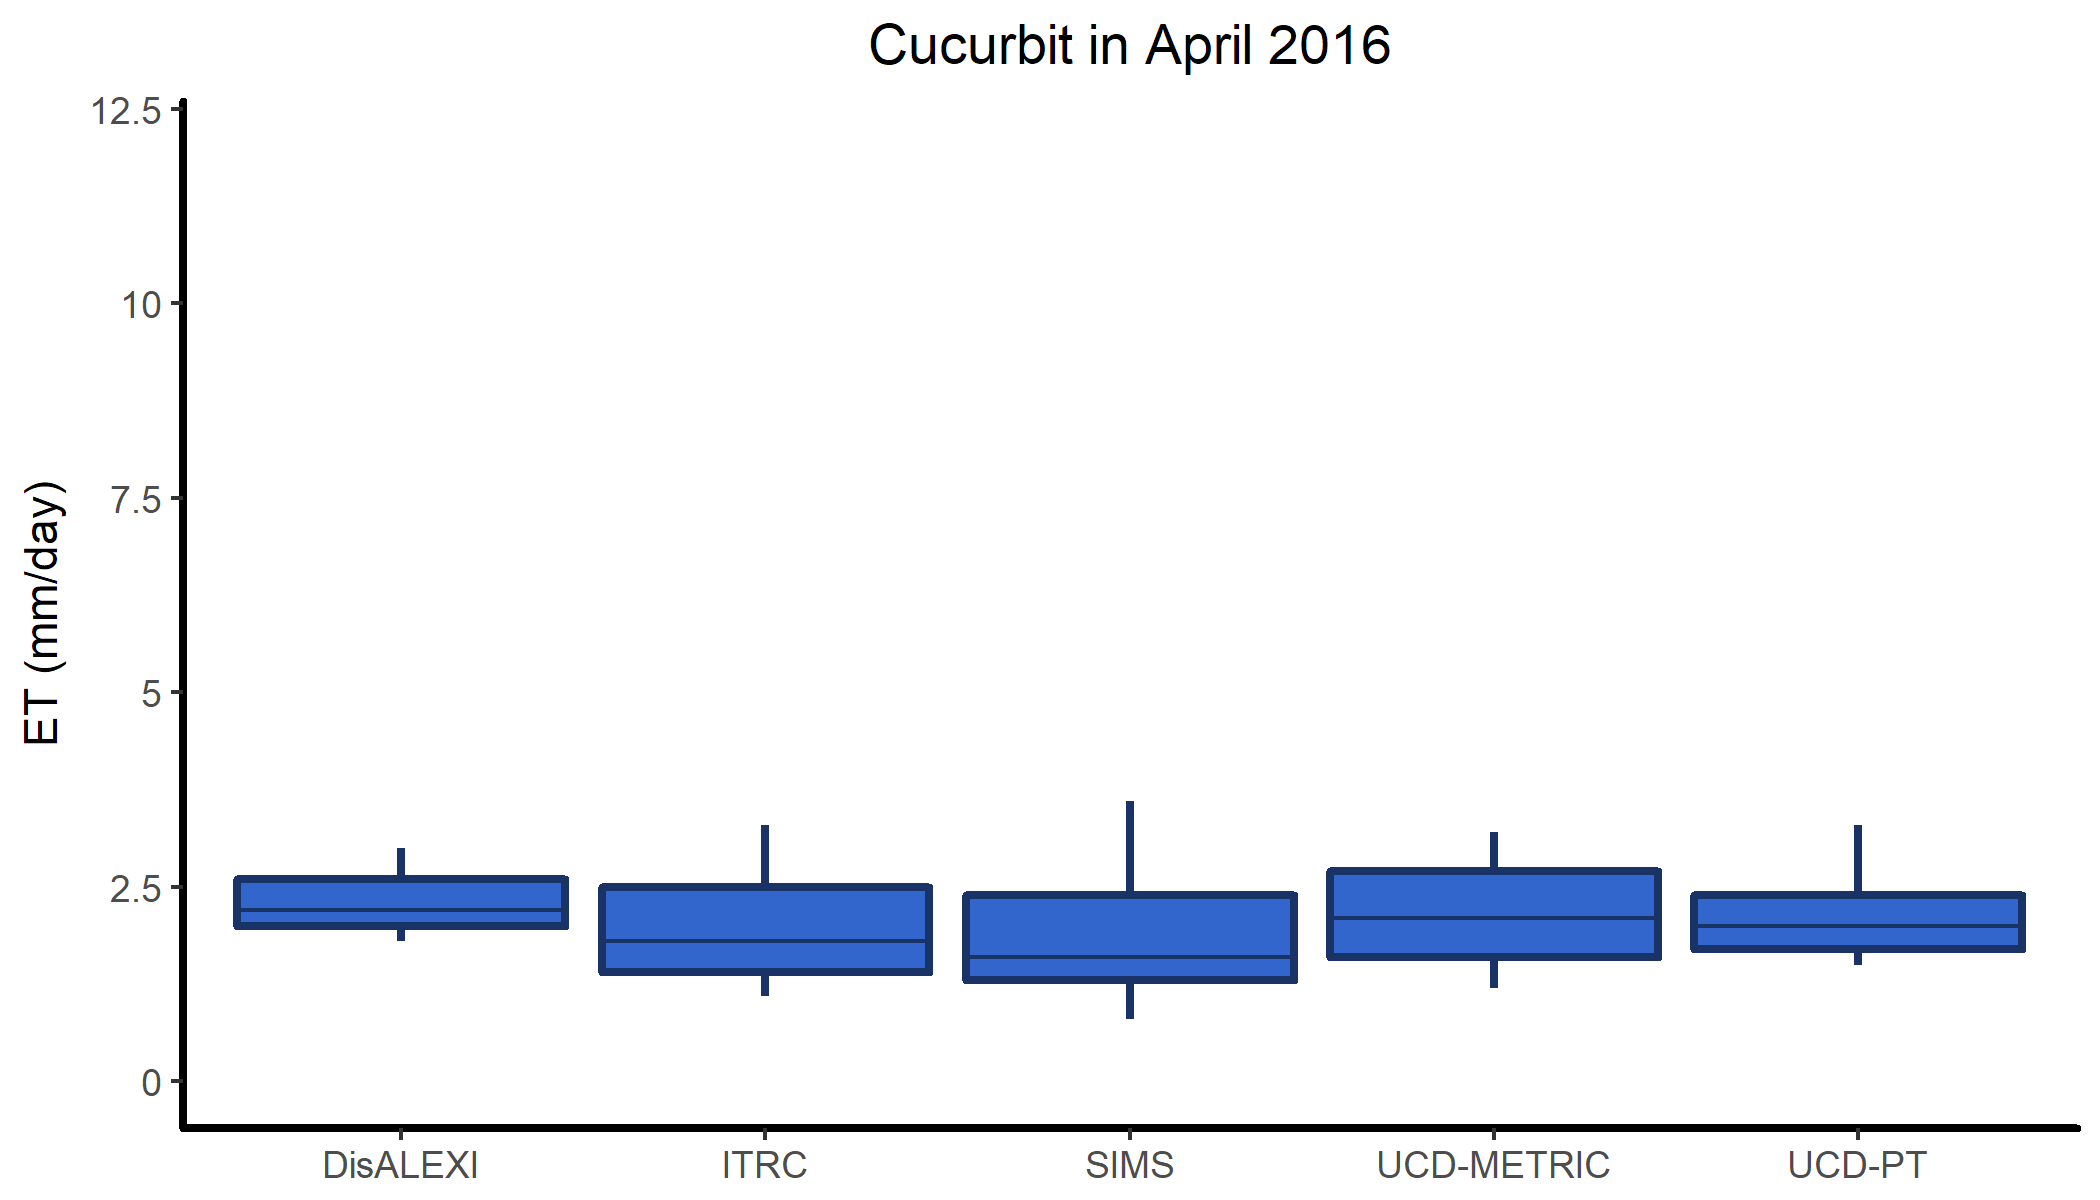 Cucurbit in April 2016
12.5
10
7.5
5
2.5
0
ET (mm/day)
DisALEXI ITRC SIMS UCD-METRIC UCD-PT